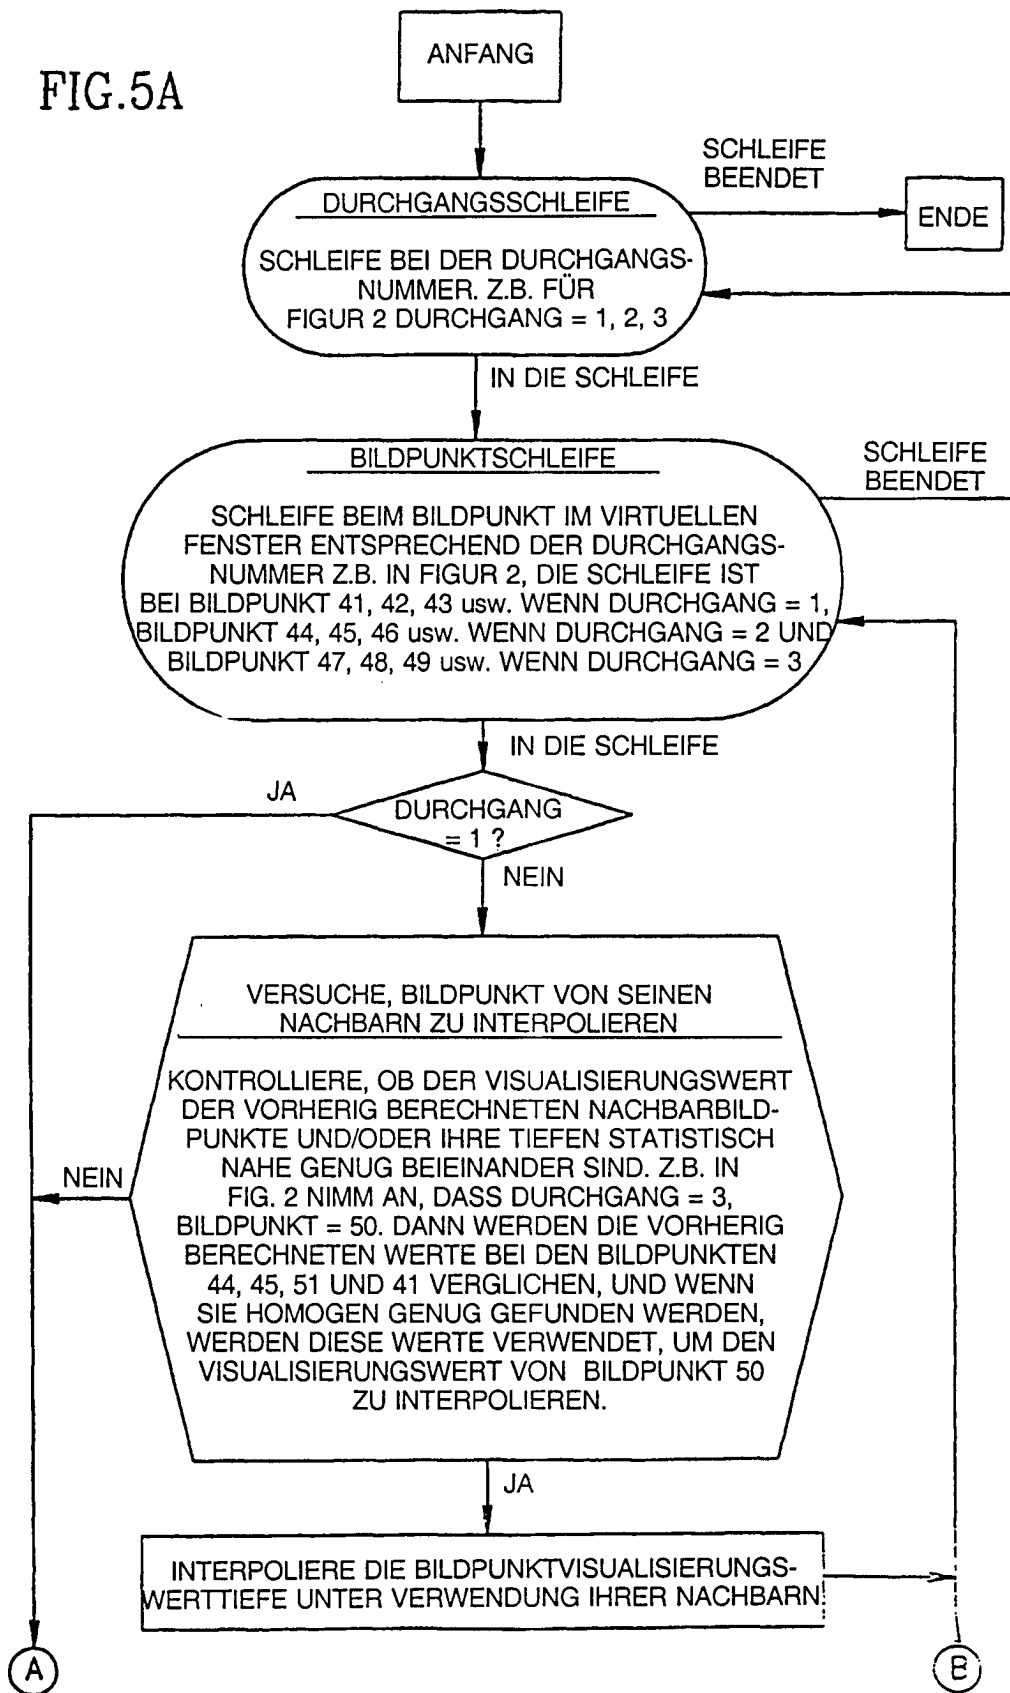 FIG.5A
ANFANG
SCHLEIFE
BEENDET
ENDE
DURCHGANGSSCHLEIFE
SCHLEIFE BEI DER DURCHGANGS-
NUMMER. Z.B. FÜR
FIGUR 2 DURCHGANG = 1, 2, 3
IN DIE SCHLEIFE
SCHLEIFE
BEENDET
BILDPUNKTSCHLEIFE
SCHLEIFE BEIM BILDPUNKT IM VIRTUELLEN
FENSTER ENTSPRECHEND DER DURCHGANGS-
NUMMER Z.B. IN FIGUR 2, DIE SCHLEIFE IST
BEI BILDPUNKT 41, 42, 43 usw. WENN DURCHGANG = 1,
BILDPUNKT 44, 45, 46 usw. WENN DURCHGANG = 2 UND
BILDPUNKT 47, 48, 49 usw. WENN DURCHGANG = 3
IN DIE SCHLEIFE
JA
DURCHGANG
= 1 ?
NEIN
VERSUCHE, BILDPUNKT VON SEINEN
NACHBARN ZU INTERPOLIEREN
KONTROLLIERE, OB DER VISUALISIERUNGSWERT
DER VORHERIG BERECHNETEN NACHBARBILD-
PUNKTE UND/ODER IHRE TIEFEN STATISTISCH
NAHE GENUG BEIEINANDER SIND. Z.B. IN
FIG. 2 NIMM AN, DASS DURCHGANG = 3,
BILDPUNKT = 50. DANN WERDEN DIE VORHERIG
BERECHNETEN WERTE BEI DEN BILDPUNKTEN
44, 45, 51 UND 41 VERGLICHEN, UND WENN
SIE HOMOGEN GENUG GEFUNDEN WERDEN,
WERDEN DIESE WERTE VERWENDET, UM DEN
VISUALISIERUNGSWERT VON BILDPUNKT 50
ZU INTERPOLIEREN.
NEIN
JA
INTERPOLIERE DIE BILDPUNKTVISUALISIERUNGS-
WERTTIEFE UNTER VERWENDUNG IHRER NACHBARN
A
B